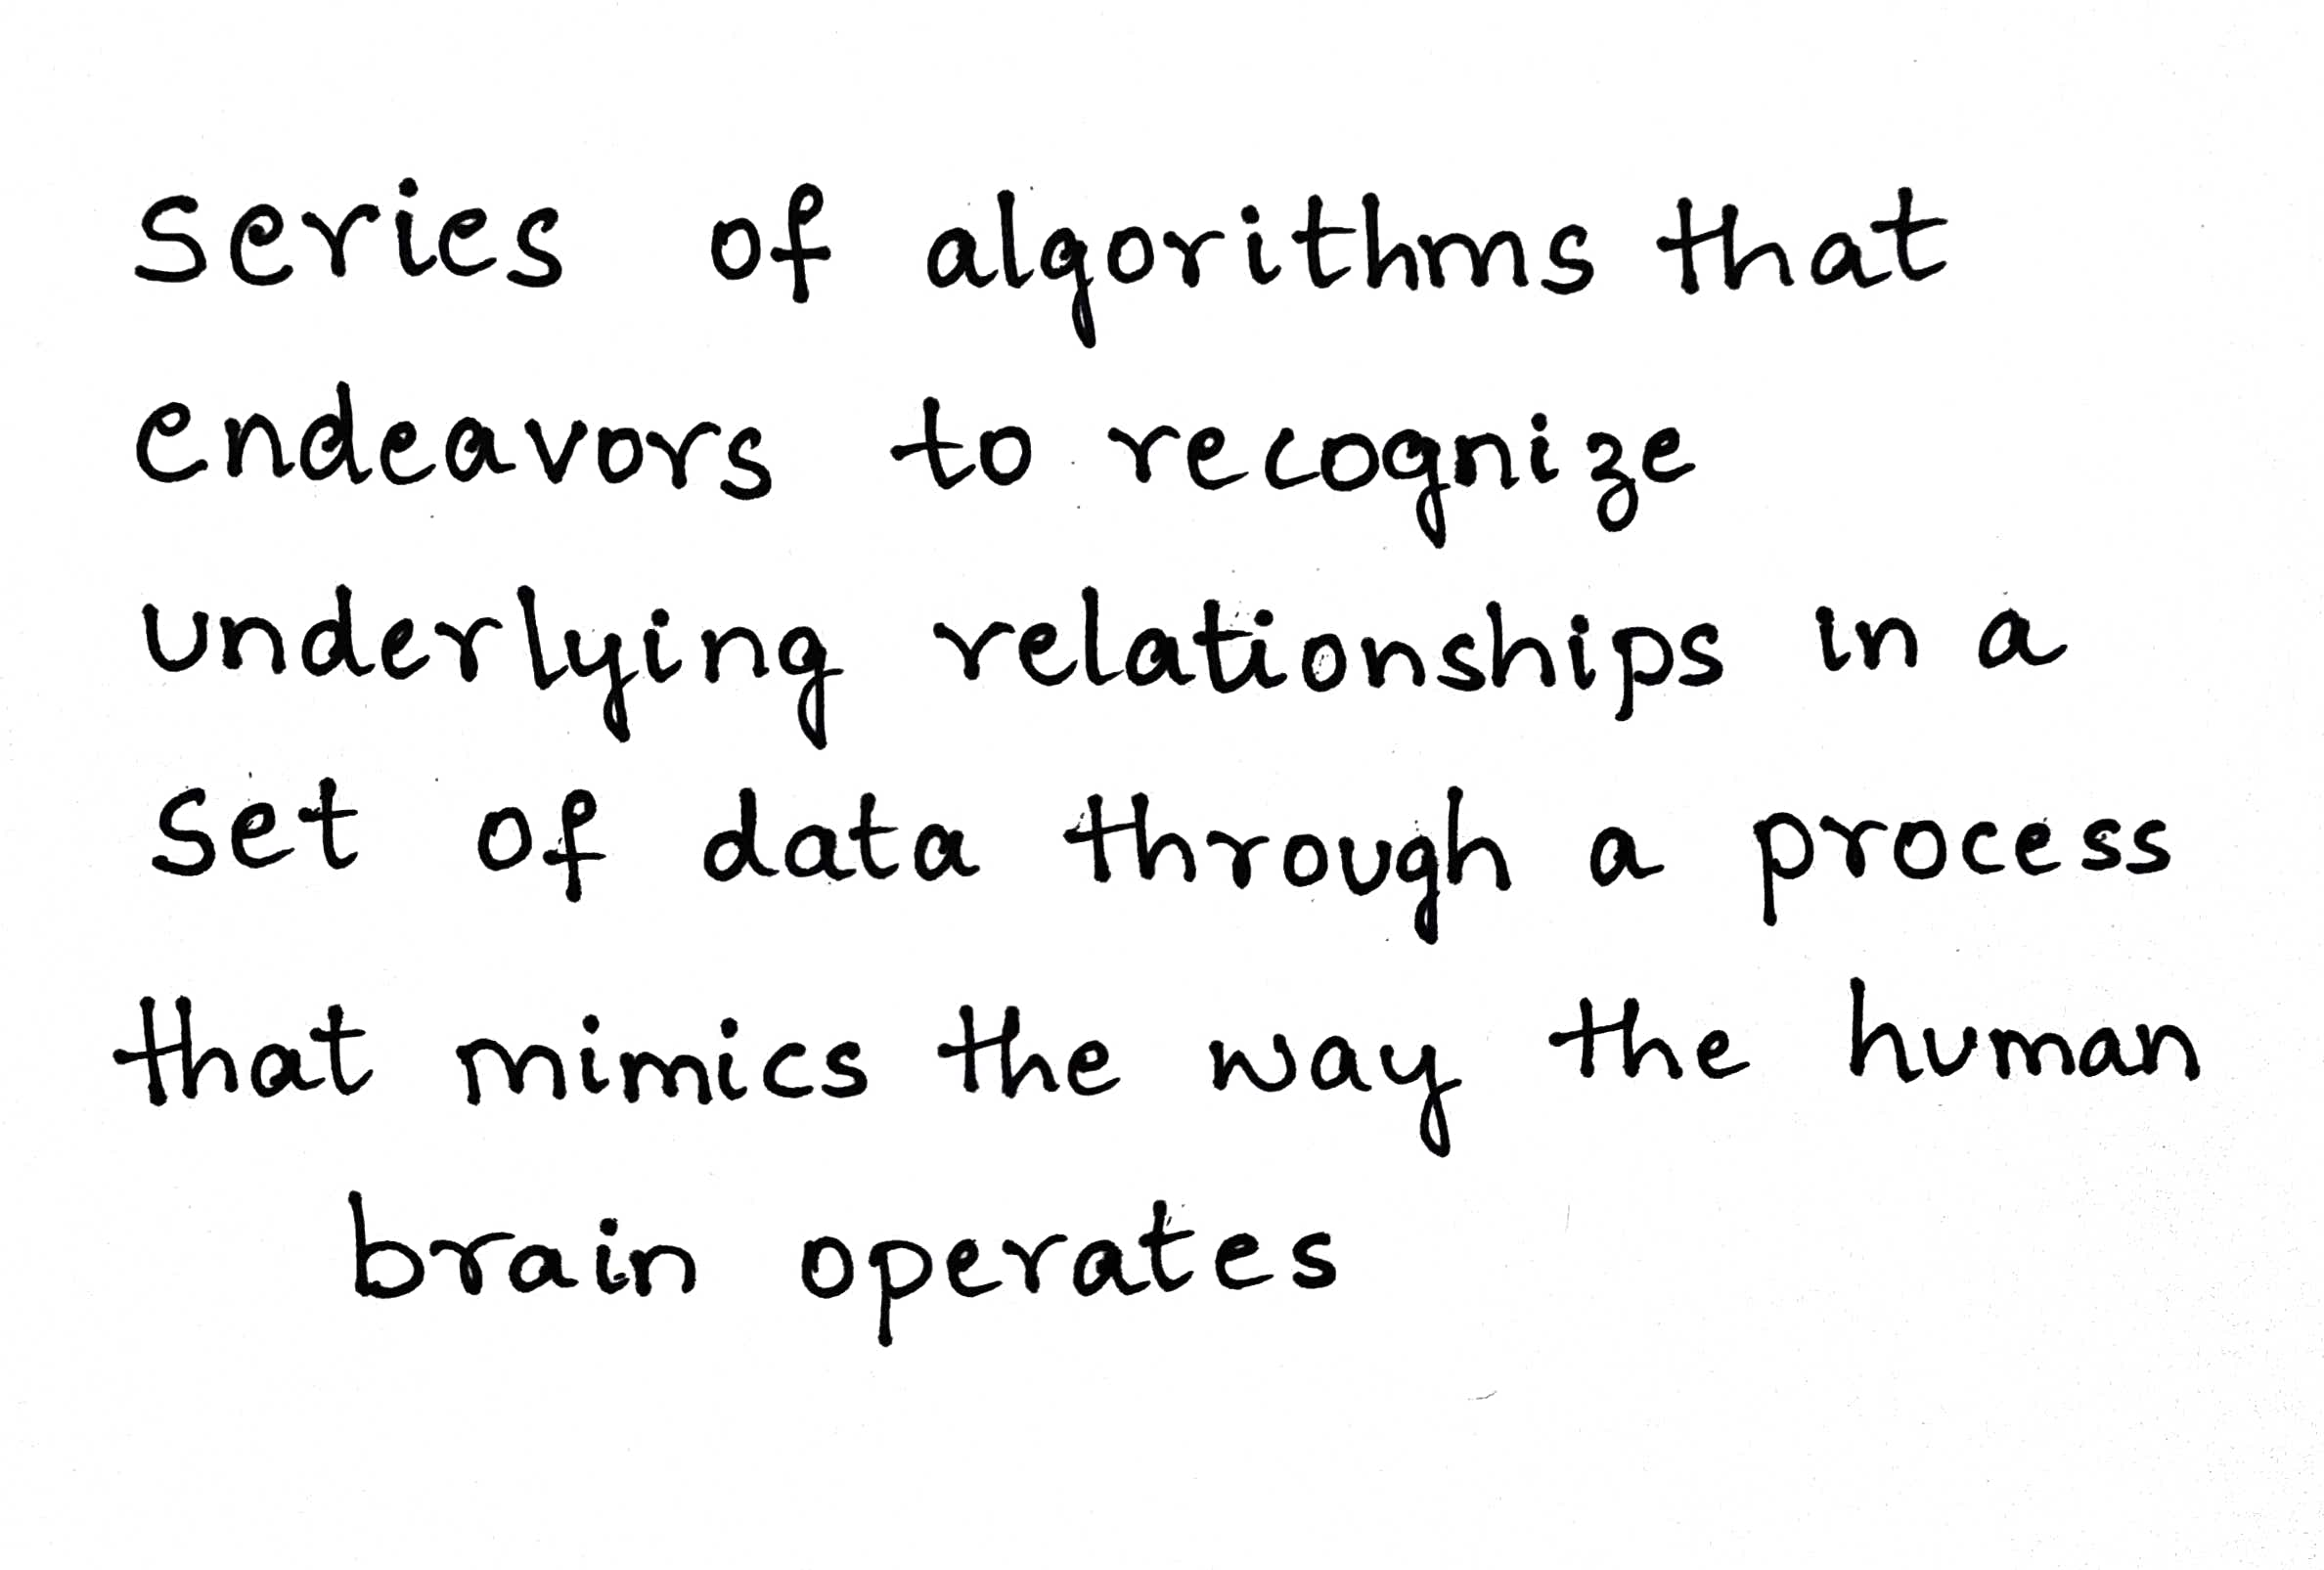 series of algorithms that
endeavors to recognize
underlying relationships in a
set of data through a process
that mimics the way the human
brain operates